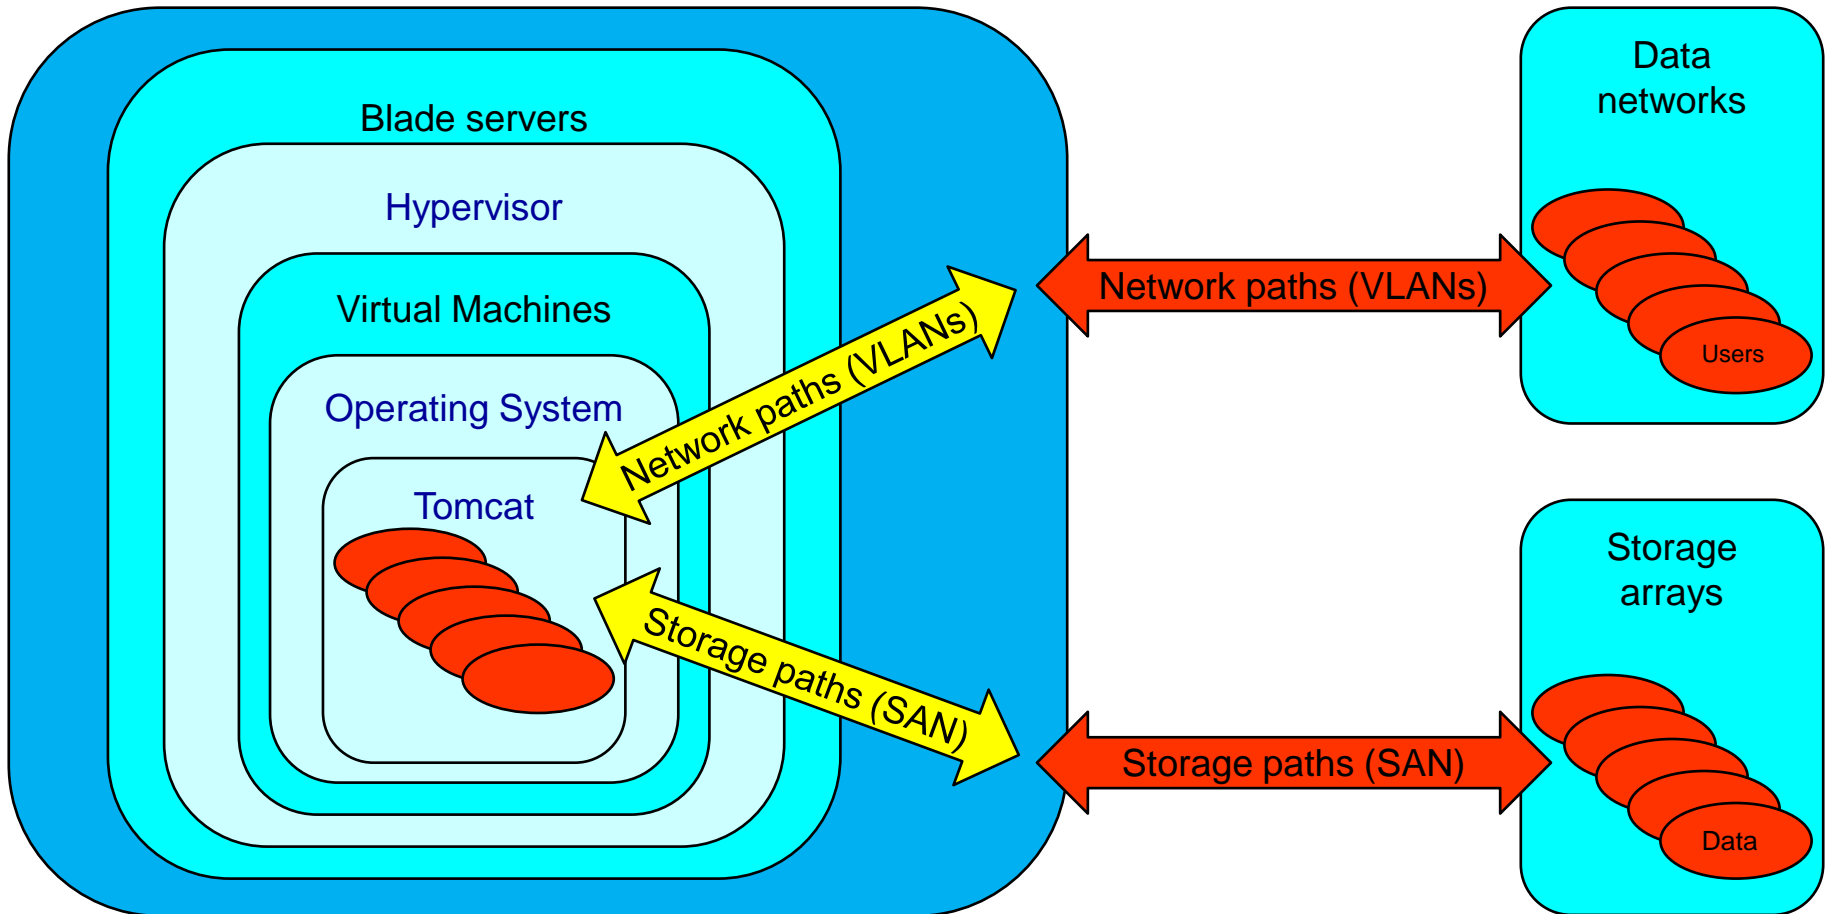 Blade servers
Hypervisor
Virtual Machines
Operating System
Tomcat
Network paths (VLANs)
Storage paths (SAN)
Network paths (VLANs)
Storage paths (SAN)
Data
networks
Users
Storage
arrays
Data